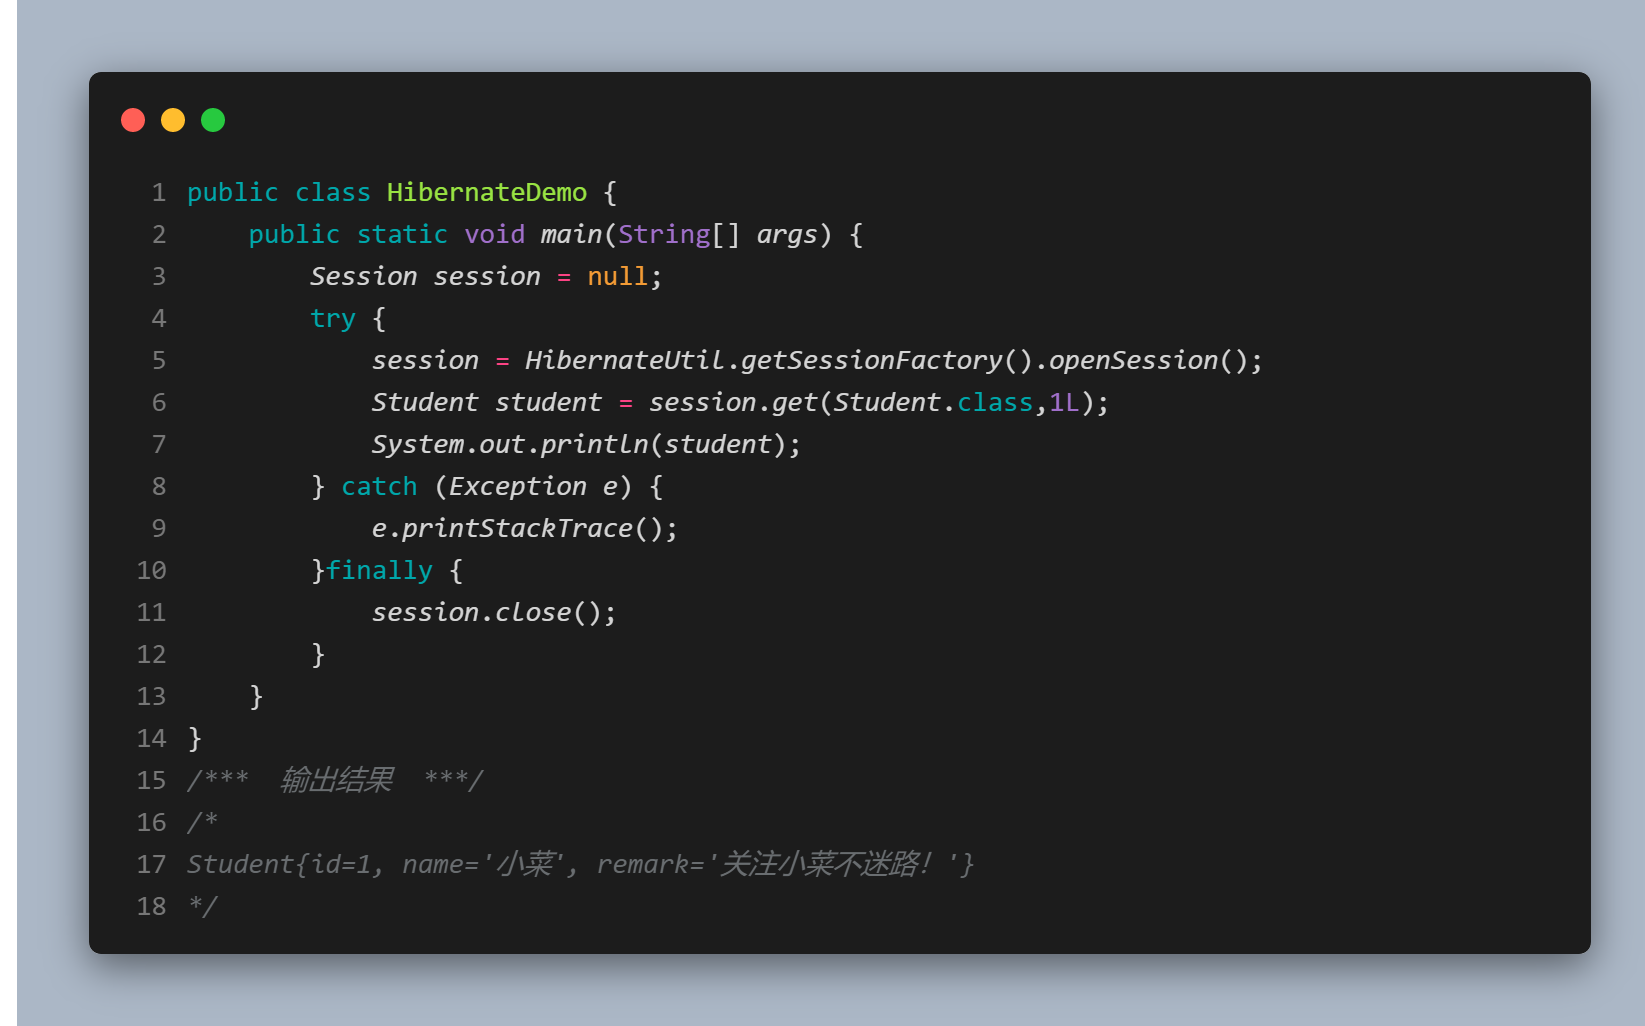 1 public class HibernateDemo {
2     public static void main(String[] args) {
3         Session session = null;
4         try {
5             session = HibernateUtil.getSessionFactory().openSession();
6             Student student = session.get(Student.class,1L);
7             System.out.println(student);
8         } catch (Exception e) {
9             e.printStackTrace();
10         }finally {
11             session.close();
12         }
13     }
14 }
15 /***  输出结果  ***/
16 /*
17 Student{id=1, name='小菜', remark='关注小菜不迷路！'}
18 */